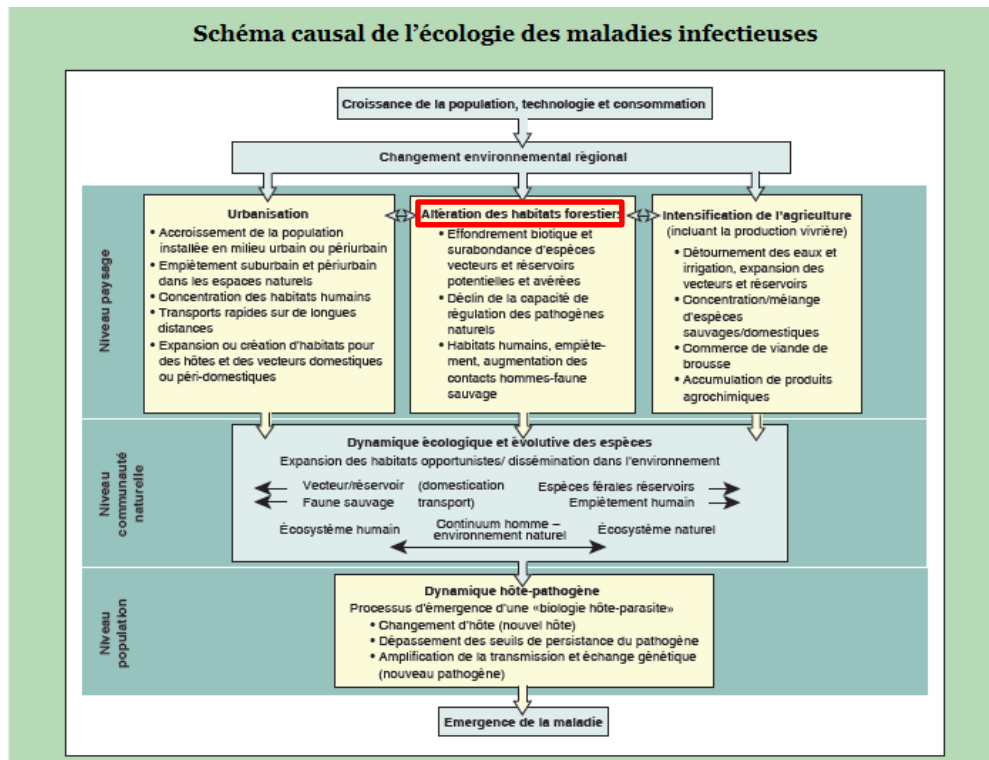 Schéma causal de l'écologie des maladies infectieuses
Croissance de la population, technologie et consommation
Changement environnemental régional
Niveau paysage
Urbanisation
• Accroissement de la population
installée en milieu urbain ou périurbain
• Empiètement suburbain et périurbain
dans les espaces naturels
• Concentration des habitats humains
• Transports rapides sur de longues
distances
• Expansion ou création d'habitats pour
des hôtes et des vecteurs domestiques
ou péri-domestiques
Altération des habitats forestiers
• Effondrement biotique et
surabondance d'espèces
vecteurs et réservoirs
potentielles et avérées
• Déclin de la capacité de
régulation des pathogènes
naturels
• Habitats humains, empiète-
ment, augmentation des
contacts hommes-faune
sauvage
Intensification de l'agriculture
(incluant la production vivrière)
• Détournement des eaux et
irrigation, expansion des
vecteurs et réservoirs
• Concentration/mélange
d'espèces
sauvages/domestiques
• Commerce de viande de
brousse
• Accumulation de produits
agrochimiques
Niveau
communauté
naturelle
Dynamique écologique et évolutive des espèces
Expansion des habitats opportunistes/ dissémination dans l'environnement
Vecteur/réservoir (domestication Espèces férales réservoirs
Faune sauvage transport) Empiètement humain
Écosystème humain Continuum homme – environnement naturel Écosystème naturel
Niveau
population
Dynamique hôte-pathogène
Processus d'émergence d'une «biologie hôte-parasite»
• Changement d'hôte (nouvel hôte)
• Dépassement des seuils de persistance du pathogène
• Amplification de la transmission et échange génétique
(nouveau pathogène)
Emergence de la maladie